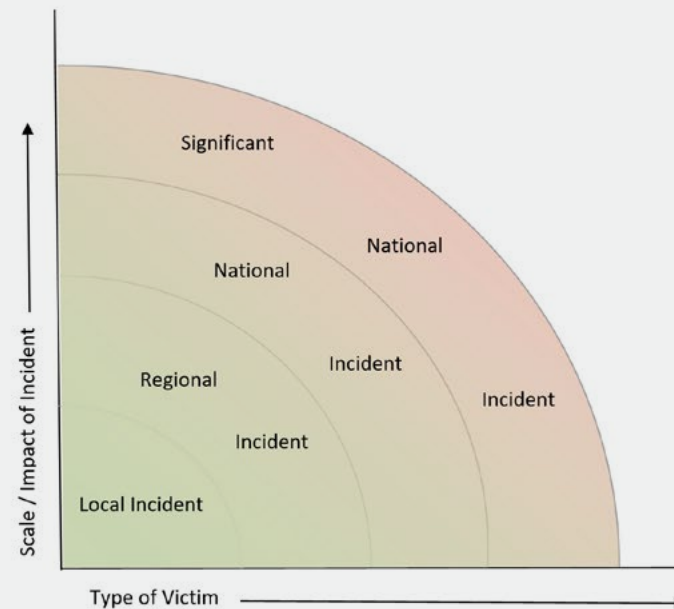 Significant
National
Incident
National
Incident
Regional
Incident
Local Incident
Scale / Impact of Incident
Type of Victim